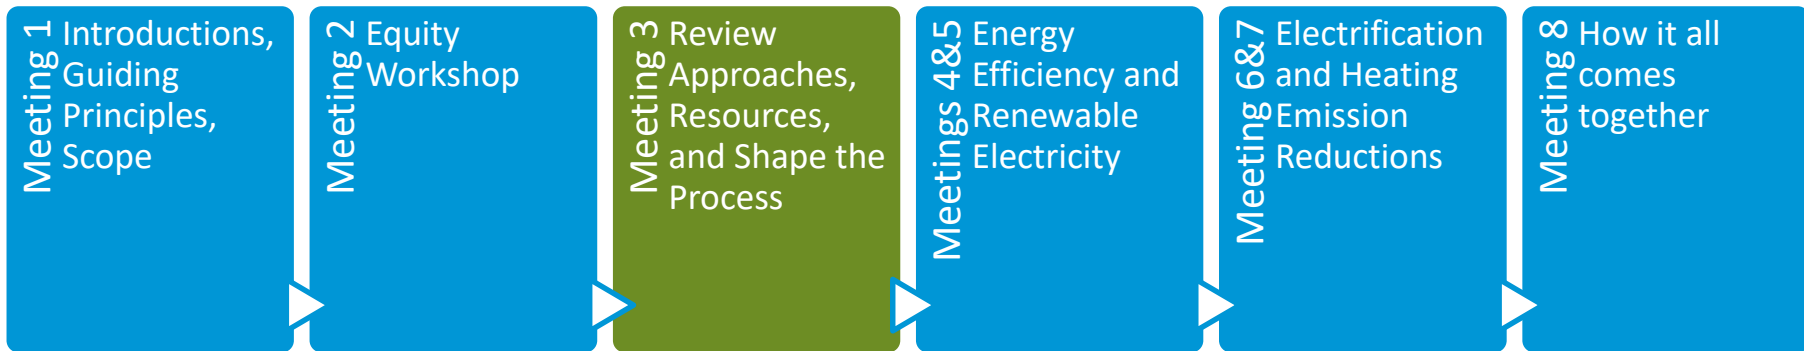 Meeting 1
Introductions,
Guiding
Principles,
Scope
Meeting 2
Equity
Workshop
Meeting 3
Review
Approaches,
Resources,
and Shape the
Process
Meetings 4&5
Energy
Efficiency and
Renewable
Electricity
Meeting 6&7
Electrification
and Heating
Emission
Reductions
Meeting 8
How it all
comes
together